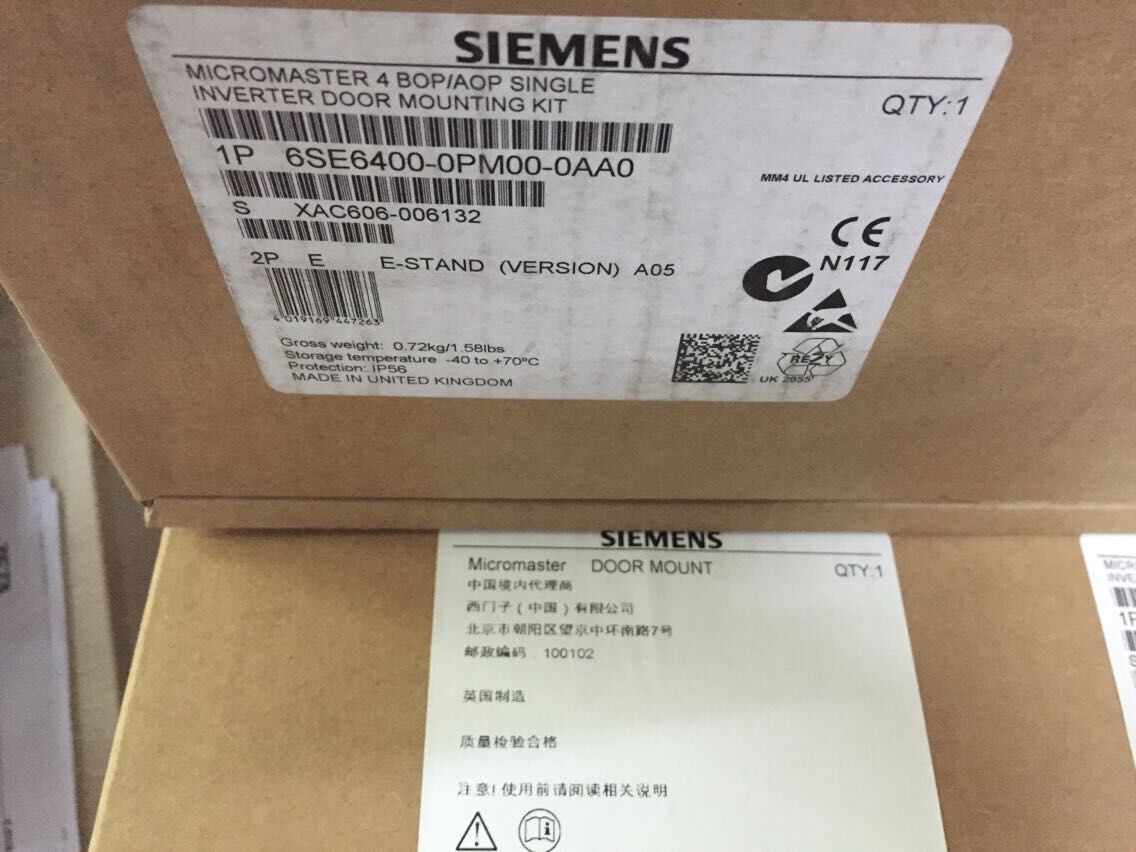 SIEMENS
MICROMASTER 4 BOP/AOP SINGLE
INVERTER DOOR MOUNTING KIT
QTY:1
1P 6SE6400-0PM00-0AA0
MM4 UL LISTED ACCESSORY
S XAC606-006132
CE
N117
2P E E-STAND (VERSION) A05
4 019169 447263
Gross weight: 0.72kg/1.58lbs
Storage temperature -40 to +70ºC
Protection: IP56
MADE IN UNITED KINGDOM
REZY
UK 2055
SIEMENS
Micromaster DOOR MOUNT
QTY:1
中国境内代理商
西门子(中国)有限公司
北京市朝阳区望京中环南路7号
邮政编码 . 100102
英国制造
质量检验合格
注意! 使用前请阅读相关说明